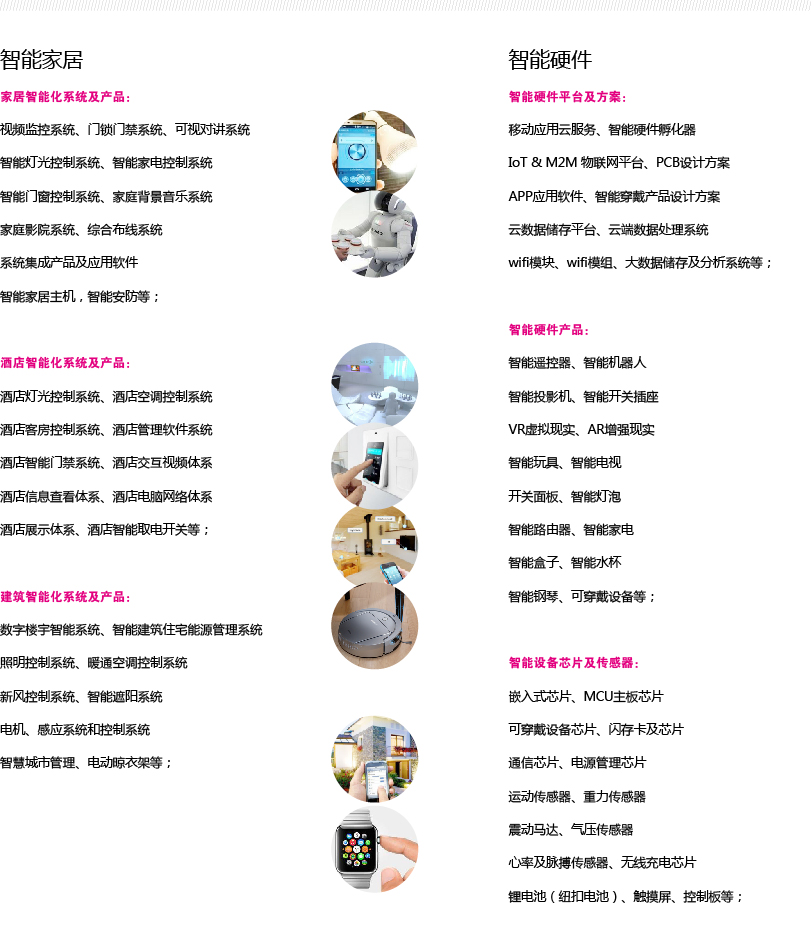 智能家居
家居智能化系统及产品：
视频监控系统、门锁门禁系统、可视对讲系统
智能灯光控制系统、智能家电控制系统
智能门窗控制系统、家庭背景音乐系统
家庭影院系统、综合布线系统
系统集成产品及应用软件
智能家居主机，智能安防等；
酒店智能化系统及产品：
酒店灯光控制系统、酒店空调控制系统
酒店客房控制系统、酒店管理软件系统
酒店智能门禁系统、酒店交互视频体系
酒店信息查看体系、酒店电脑网络体系
酒店展示体系、酒店智能取电开关等；
建筑智能化系统及产品：
数字楼宇智能系统、智能建筑住宅能源管理系统
照明控制系统、暖通空调控制系统
新风控制系统、智能遮阳系统
电机、感应系统和控制系统
智慧城市管理、电动晾衣架等；
智能硬件
智能硬件平台及方案：
移动应用云服务、智能硬件孵化器
IoT & M2M 物联网平台、PCB设计方案
APP应用软件、智能穿戴产品设计方案
云数据储存平台、云端数据处理系统
wifi模块、wifi模组、大数据储存及分析系统等；
智能硬件产品：
智能遥控器、智能机器人
智能投影机、智能开关插座
VR虚拟现实、AR增强现实
智能玩具、智能电视
开关面板、智能灯泡
智能路由器、智能家电
智能盒子、智能水杯
智能钢琴、可穿戴设备等；
智能设备芯片及传感器：
嵌入式芯片、MCU主板芯片
可穿戴设备芯片、闪存卡及芯片
通信芯片、电源管理芯片
运动传感器、重力传感器
震动马达、气压传感器
心率及脉搏传感器、无线充电芯片
锂电池（纽扣电池）、触摸屏、控制板等；